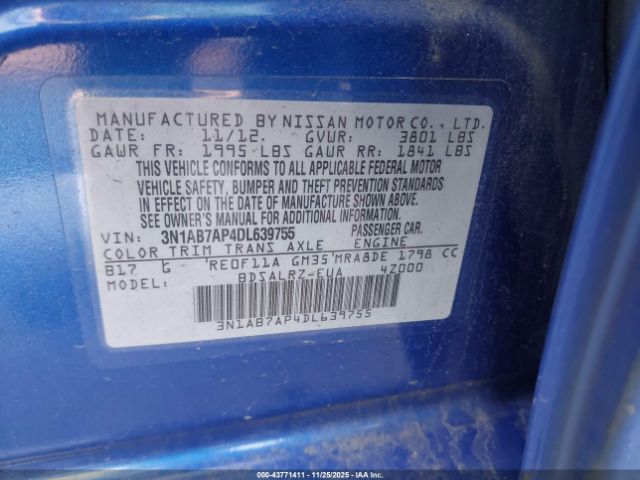 MANUFACTURED BY NISSAN MOTOR CO., LTD.
DATE: 11/12. GVWR: 3801 LBS
GAWR FR: 1995 LBS GAWR RR: 1841 LBS
THIS VEHICLE CONFORMS TO ALL APPLICABLE FEDERAL MOTOR
VEHICLE SAFETY, BUMPER AND THEFT PREVENTION STANDARDS
IN EFFECT ON THE DATE OF MANUFACTURE SHOWN ABOVE.
SEE OWNER'S MANUAL FOR ADDITIONAL INFORMATION.
VIN: 3N1AB7AP4DL639755 PASSENGER CAR.
COLOR TRIM TRANS AXLE ENGINE
B17 G RE0F11A GM35 MRA8DE 1798 CC
MODEL: BDSALRZ-EUA 4Z000
3N1AB7AP4DL639755
00-43771411 - 11/25/2025 - IAAI.COM